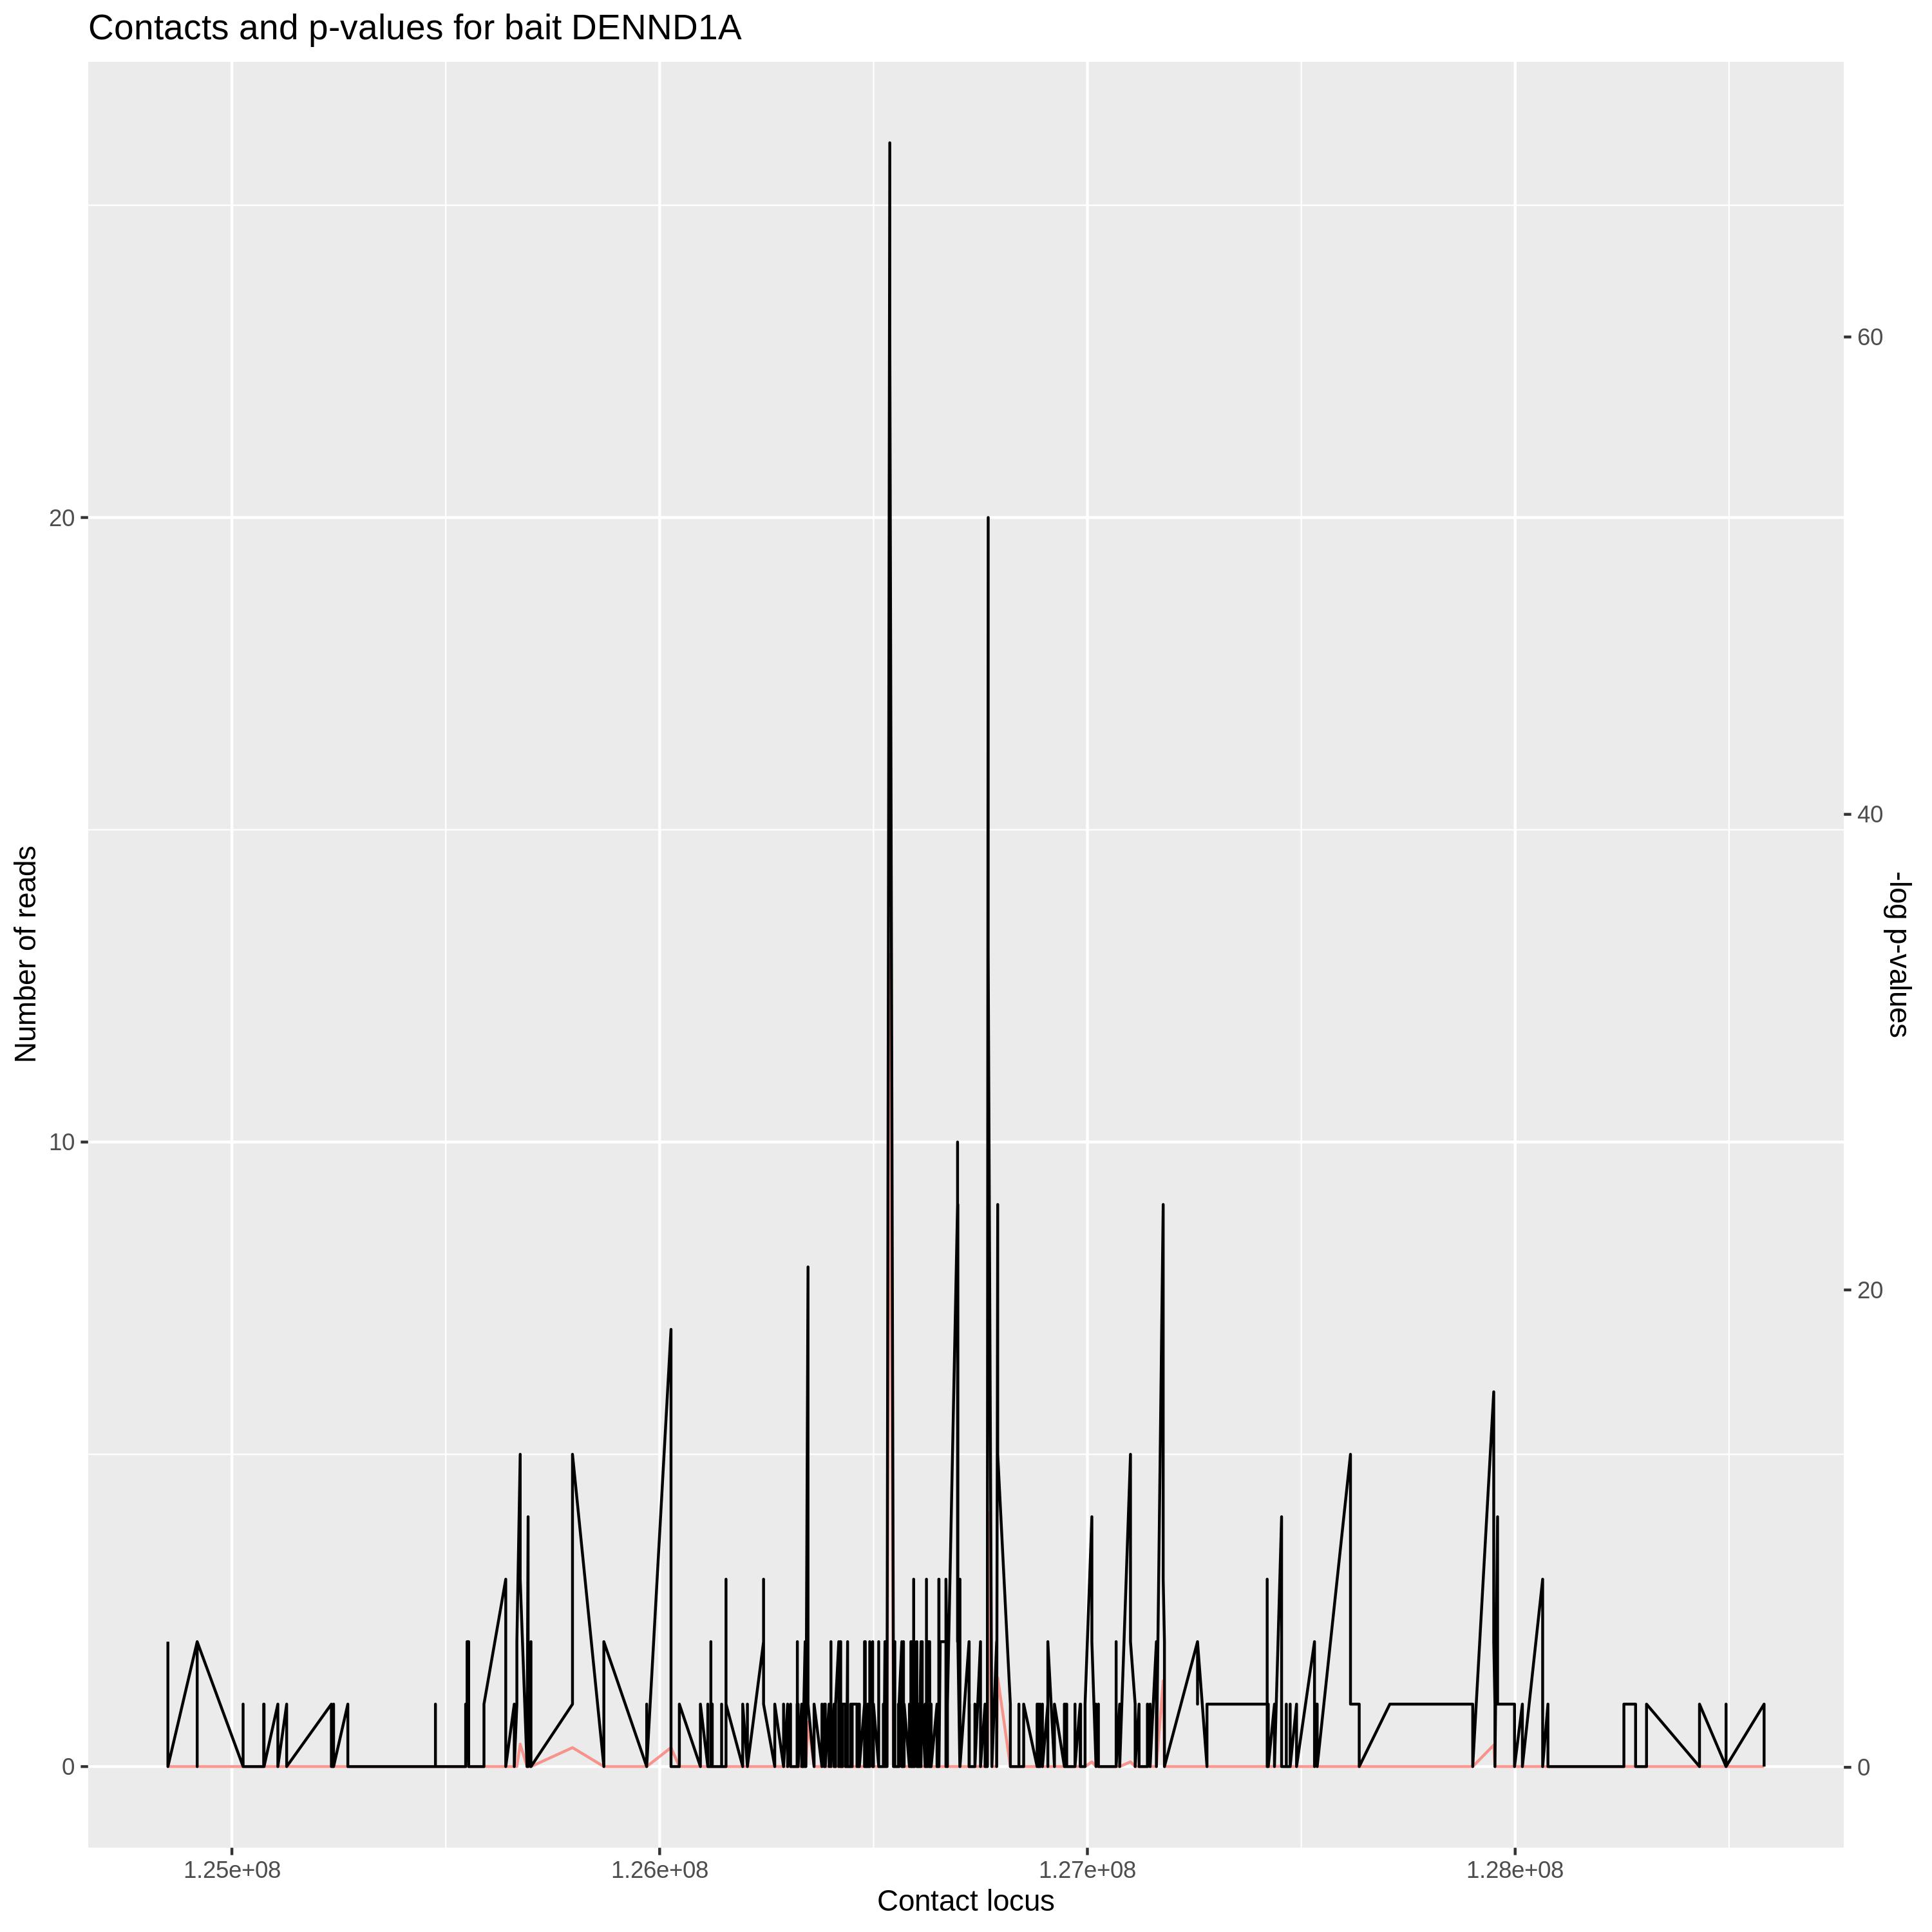 Contacts and p-values for bait DENND1A
Number of reads
20
10
0
60
40
20
0
-log p-values
1.25e+08 1.26e+08 1.27e+08 1.28e+08
Contact locus